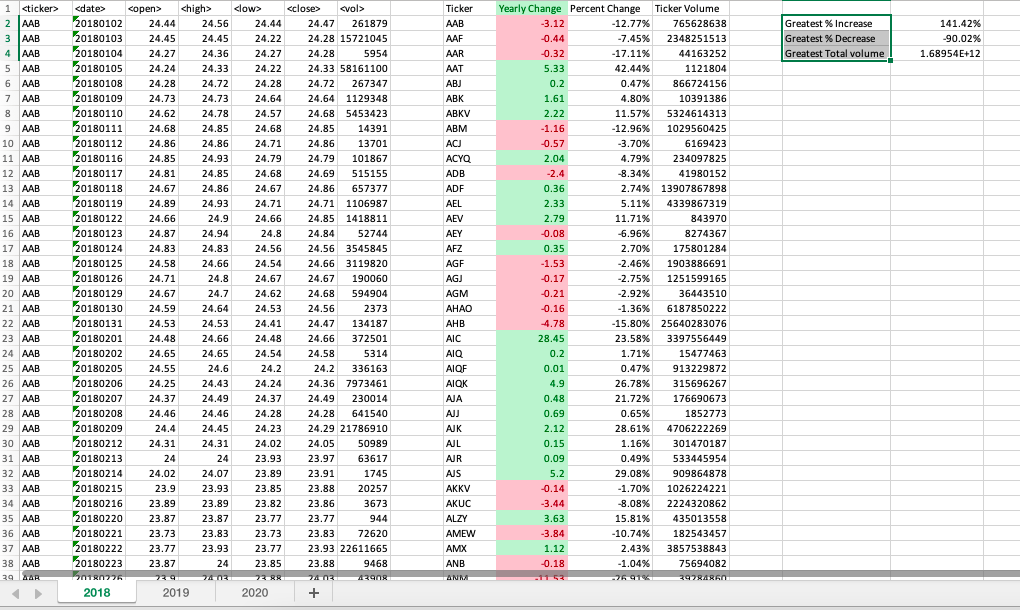 1 <ticker> <date> <open> <high> <low> <close> <vol> Ticker Yearly Change Percent Change Ticker Volume
2 AAB 20180102 24.44 24.56 24.44 24.47 261879 AAB -3.12 -12.77% 765628638 Greatest % Increase 141.42%
3 AAB 20180103 24.45 24.45 24.22 24.28 15721045 AAF -0.44 -7.45% 2348251513 Greatest % Decrease -90.02%
4 AAB 20180104 24.27 24.36 24.27 24.28 5954 AAR -0.32 -17.11% 44163252 Greatest Total volume 1.68954E+12
5 AAB 20180105 24.24 24.33 24.22 24.33 58161100 AAT 5.33 42.44% 1121804
6 AAB 20180108 24.28 24.72 24.28 24.72 267347 ABJ 0.2 0.47% 866724156
7 AAB 20180109 24.73 24.73 24.64 24.64 1129348 ABK 1.61 4.80% 10391386
8 AAB 20180110 24.62 24.78 24.57 24.68 5453423 ABKV 2.22 11.57% 5324614313
9 AAB 20180111 24.68 24.85 24.68 24.85 14391 ABM -1.16 -12.96% 1029560425
10 AAB 20180112 24.86 24.86 24.71 24.86 13701 ACJ -0.57 -3.70% 6169423
11 AAB 20180116 24.85 24.93 24.79 24.79 101867 ACYQ 2.04 4.79% 234097825
12 AAB 20180117 24.81 24.85 24.68 24.69 515155 ADB -2.4 -8.34% 41980152
13 AAB 20180118 24.67 24.86 24.67 24.86 657377 ADF 0.36 2.74% 13907867898
14 AAB 20180119 24.89 24.93 24.71 24.71 1106987 AEL 2.33 5.11% 4339867319
15 AAB 20180122 24.66 24.9 24.66 24.85 1418811 AEV 2.79 11.71% 843970
16 AAB 20180123 24.87 24.94 24.8 24.84 52744 AEY -0.08 -6.96% 8274367
17 AAB 20180124 24.83 24.83 24.56 24.56 3545845 AFZ 0.35 2.70% 175801284
18 AAB 20180125 24.58 24.66 24.54 24.66 3119820 AGF -1.53 -2.46% 1903886691
19 AAB 20180126 24.71 24.8 24.67 24.67 190060 AGJ -0.17 -2.75% 1251599165
20 AAB 20180129 24.67 24.7 24.62 24.68 594904 AGM -0.21 -2.92% 36443510
21 AAB 20180130 24.59 24.64 24.53 24.56 2373 AHAO -0.16 -1.36% 6187850222
22 AAB 20180131 24.53 24.53 24.41 24.47 134187 AHB -4.78 -15.80% 25640283076
23 AAB 20180201 24.48 24.66 24.48 24.66 372501 AIC 28.45 23.58% 3397556449
24 AAB 20180202 24.65 24.65 24.54 24.58 5314 AIQ 0.2 1.71% 15477463
25 AAB 20180205 24.55 24.6 24.2 24.2 336163 AIQF 0.01 0.47% 913229872
26 AAB 20180206 24.25 24.43 24.24 24.36 7973461 AIQK 4.9 26.78% 315696267
27 AAB 20180207 24.37 24.49 24.37 24.49 230014 AJA 0.48 21.72% 176690673
28 AAB 20180208 24.46 24.46 24.28 24.28 641540 AJJ 0.69 0.65% 1852773
29 AAB 20180209 24.4 24.45 24.23 24.29 21786910 AJK 2.12 28.61% 4706222269
30 AAB 20180212 24.31 24.31 24.02 24.05 50989 AJL 0.15 1.16% 301470187
31 AAB 20180213 24 24 23.93 23.97 63617 AJR 0.09 0.49% 533445954
32 AAB 20180214 24.02 24.07 23.89 23.91 1745 AJS 5.2 29.08% 909864878
33 AAB 20180215 23.9 23.93 23.85 23.88 20257 AKKV -0.14 -1.70% 1026224221
34 AAB 20180216 23.89 23.89 23.82 23.86 3673 AKUC -3.44 -8.08% 2224320862
35 AAB 20180220 23.87 23.87 23.77 23.77 944 ALZY 3.63 15.81% 435013558
36 AAB 20180221 23.73 23.83 23.73 23.83 72620 AMEW -3.84 -10.74% 182543457
37 AAB 20180222 23.77 23.93 23.77 23.93 22611665 AMX 1.12 2.43% 3857538843
38 AAB 20180223 23.87 24 23.85 23.88 9468 ANB -0.18 -1.04% 75694082
39 AAB 20180226 23.9 24.03 23.88 24.03 43908 ANM -11.53 -26.91% 39284860
2018 2019 2020 +